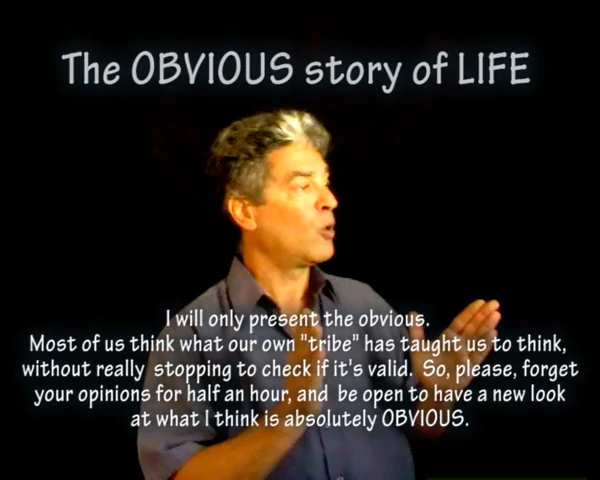 The OBVIOUS story of LIFE
I will only present the obvious.
Most of us think what our own "tribe" has taught us to think,
without really stopping to check if it's valid. So, please, forget
your opinions for half an hour, and be open to have a new look
at what I think is absolutely OBVIOUS.